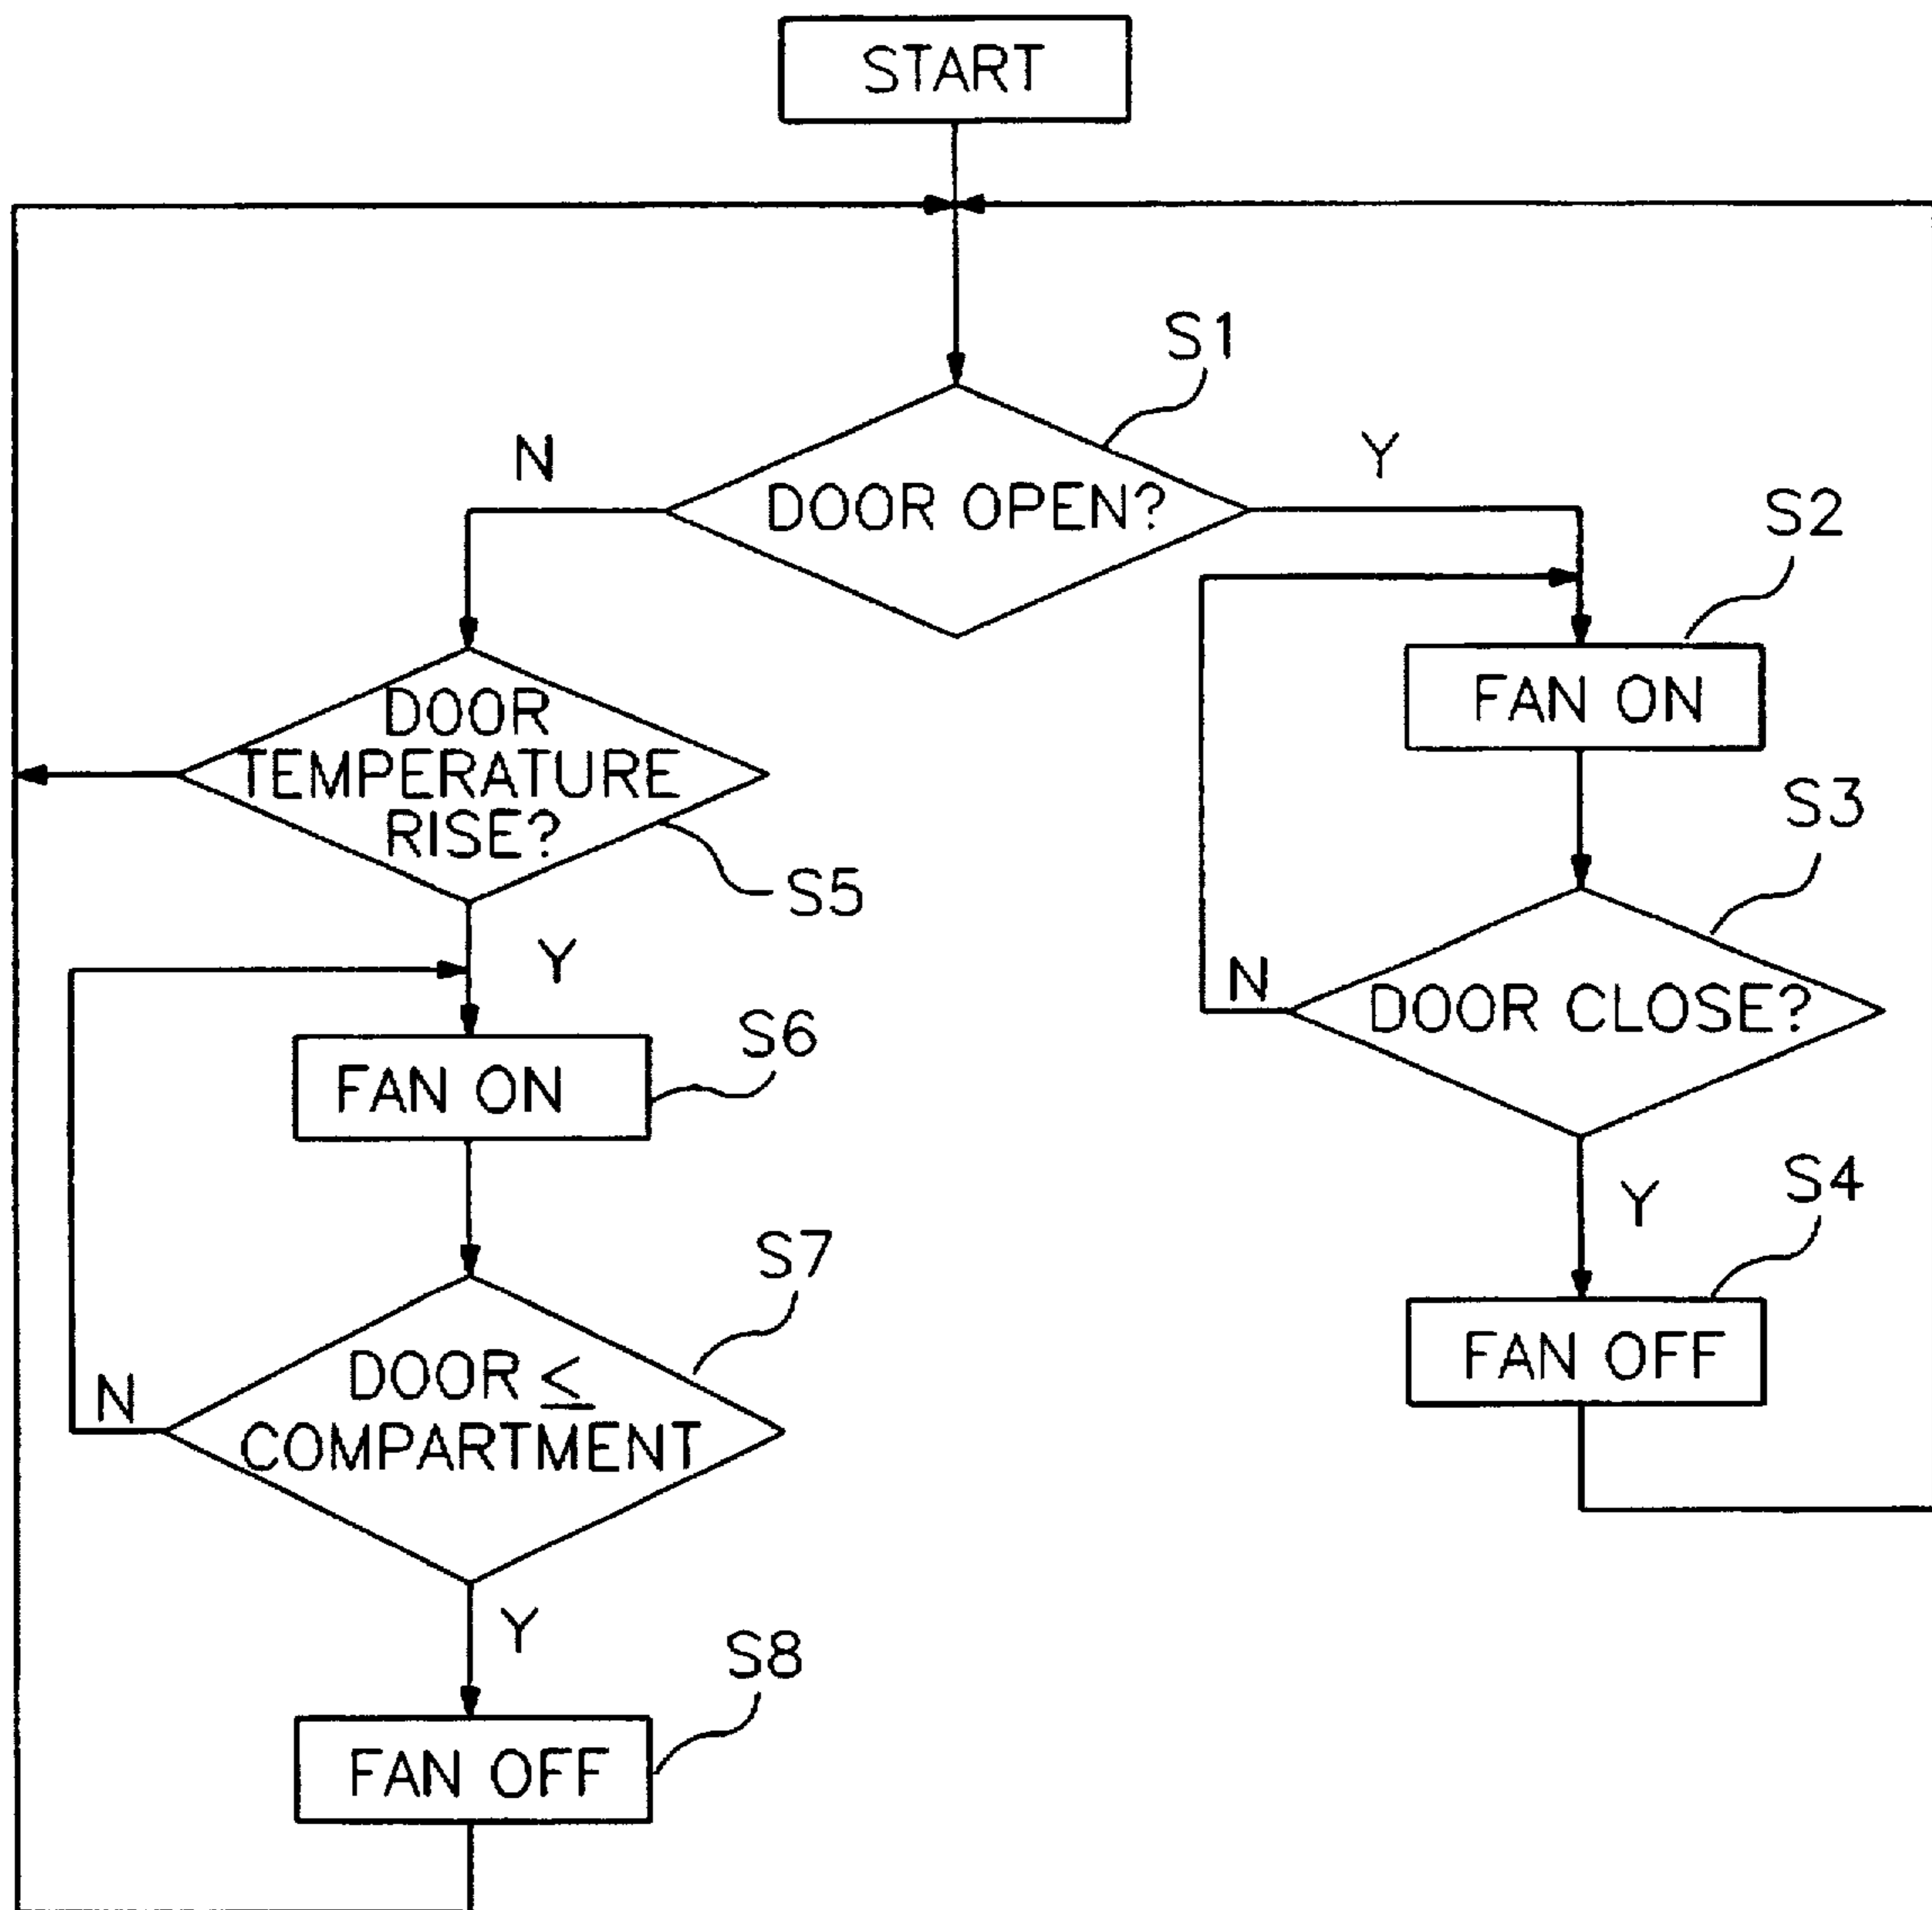 START
S1
N
Y
DOOR OPEN?
S2
FAN ON
DOOR
TEMPERATURE
RISE?
S5
S3
Y
N
DOOR CLOSE?
S6
FAN ON
Y
S4
S7
FAN OFF
DOOR ≤
COMPARTMENT
N
Y
S8
FAN OFF